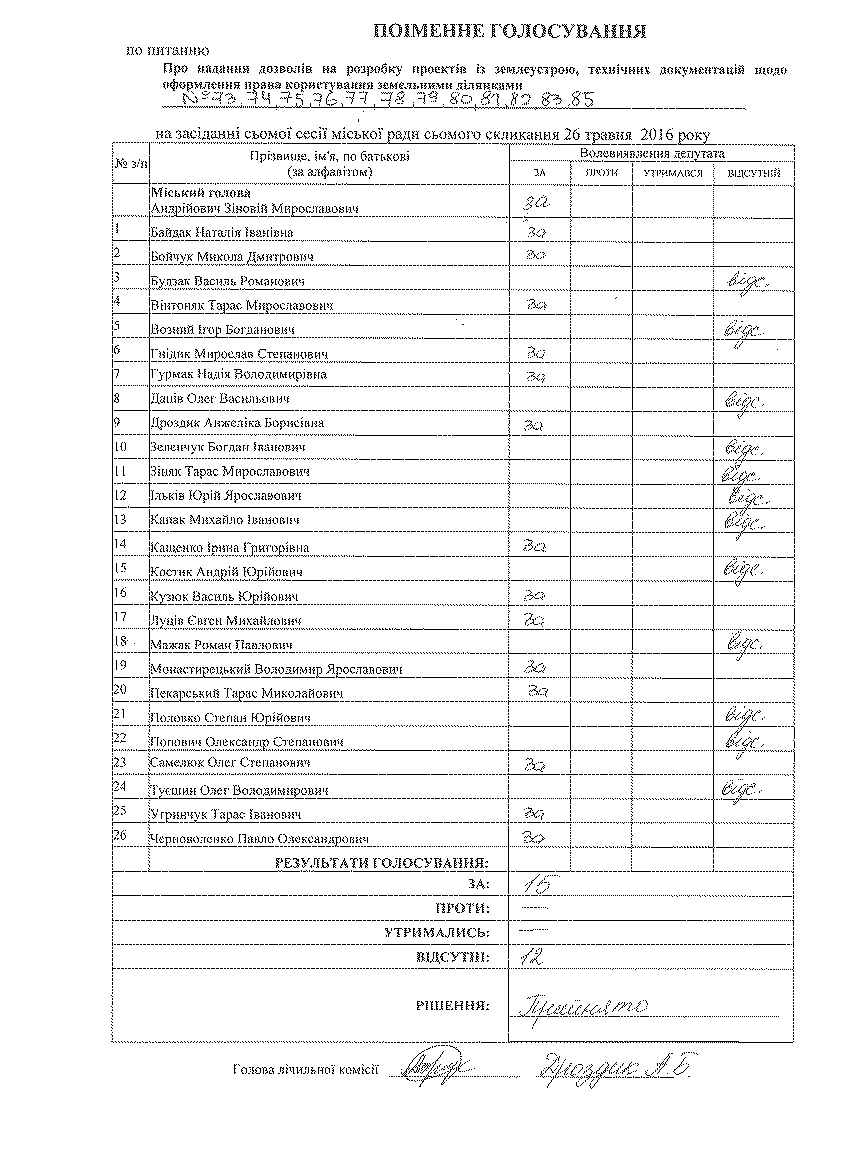 ПОІМЕННЕ ГОЛОСУВАННЯ
по питанню
Про надання дозволів на розробку проектів із землеустрою, технічних документацій щодо
оформлення права користування земельними ділянками
№73, 74, 75, 76, 77, 78, 79, 80, 81, 82, 83, 85
на засіданні сьомої сесії міської ради сьомого скликання 26 травня 2016 року
№ з/п Прізвище, ім'я, по батькові (за алфавітом) Волевиявлення депутата
ЗА ПРОТИ УТРИМАВСЯ ВІДСУТНІЙ
Міський голова
Андрійович Зіновій Мирославович за
1 Байдак Наталія Іванівна за
2 Бойчук Микола Дмитрович за
3 Будзак Василь Романович відс.
4 Вінтоняк Тарас Мирославович за
5 Возний Ігор Богданович відс.
6 Гнідик Мирослав Степанович за
7 Гурмак Надія Володимирівна за
8 Даців Олег Васильович відс.
9 Дроздик Анжеліка Борисівна за
10 Зеленчук Богдан Іванович відс.
11 Зіняк Тарас Мирославович відс.
12 Ільків Юрій Ярославович відс.
13 Капак Михайло Іванович відс.
14 Кащенко Ірина Григорівна за
15 Костик Андрій Юрійович відс.
16 Кузюк Василь Юрійович за
17 Луців Євген Михайлович за
18 Мажак Роман Павлович відс.
19 Монастирецький Володимир Ярославович за
20 Пекарський Тарас Миколайович за
21 Половко Степан Юрійович відс.
22 Попович Олександр Степанович відс.
23 Самелюк Олег Степанович за
24 Туєшин Олег Володимирович відс.
25 Угринчук Тарас Іванович за
26 Черноволенко Павло Олександрович за
РЕЗУЛЬТАТИ ГОЛОСУВАННЯ:
ЗА: 15
ПРОТИ: —
УТРИМАЛИСЬ: —
ВІДСУТНІ: 12
РІШЕННЯ: Прийнято
Голова лічильної комісії Дроздик А.Б.